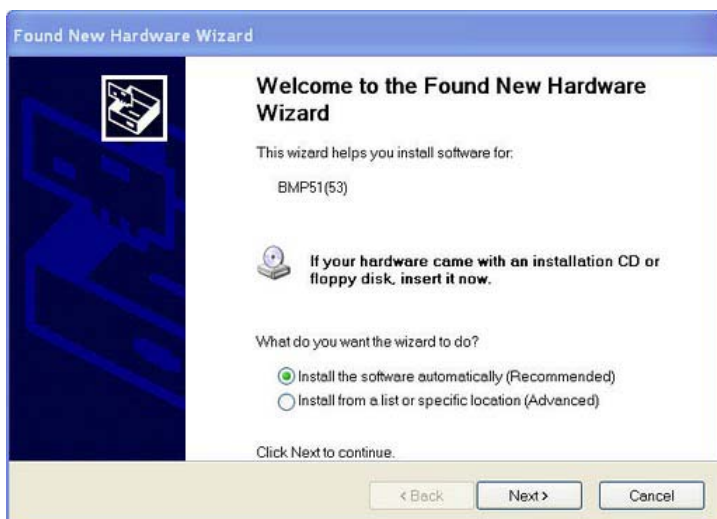 Found New Hardware Wizard
Welcome to the Found New Hardware
Wizard
This wizard helps you install software for:
BMP51(53)
If your hardware came with an installation CD or
floppy disk, insert it now.
What do you want the wizard to do?
Install the software automatically (Recommended)
Install from a list or specific location (Advanced)
Click Next to continue.
< Back Next > Cancel